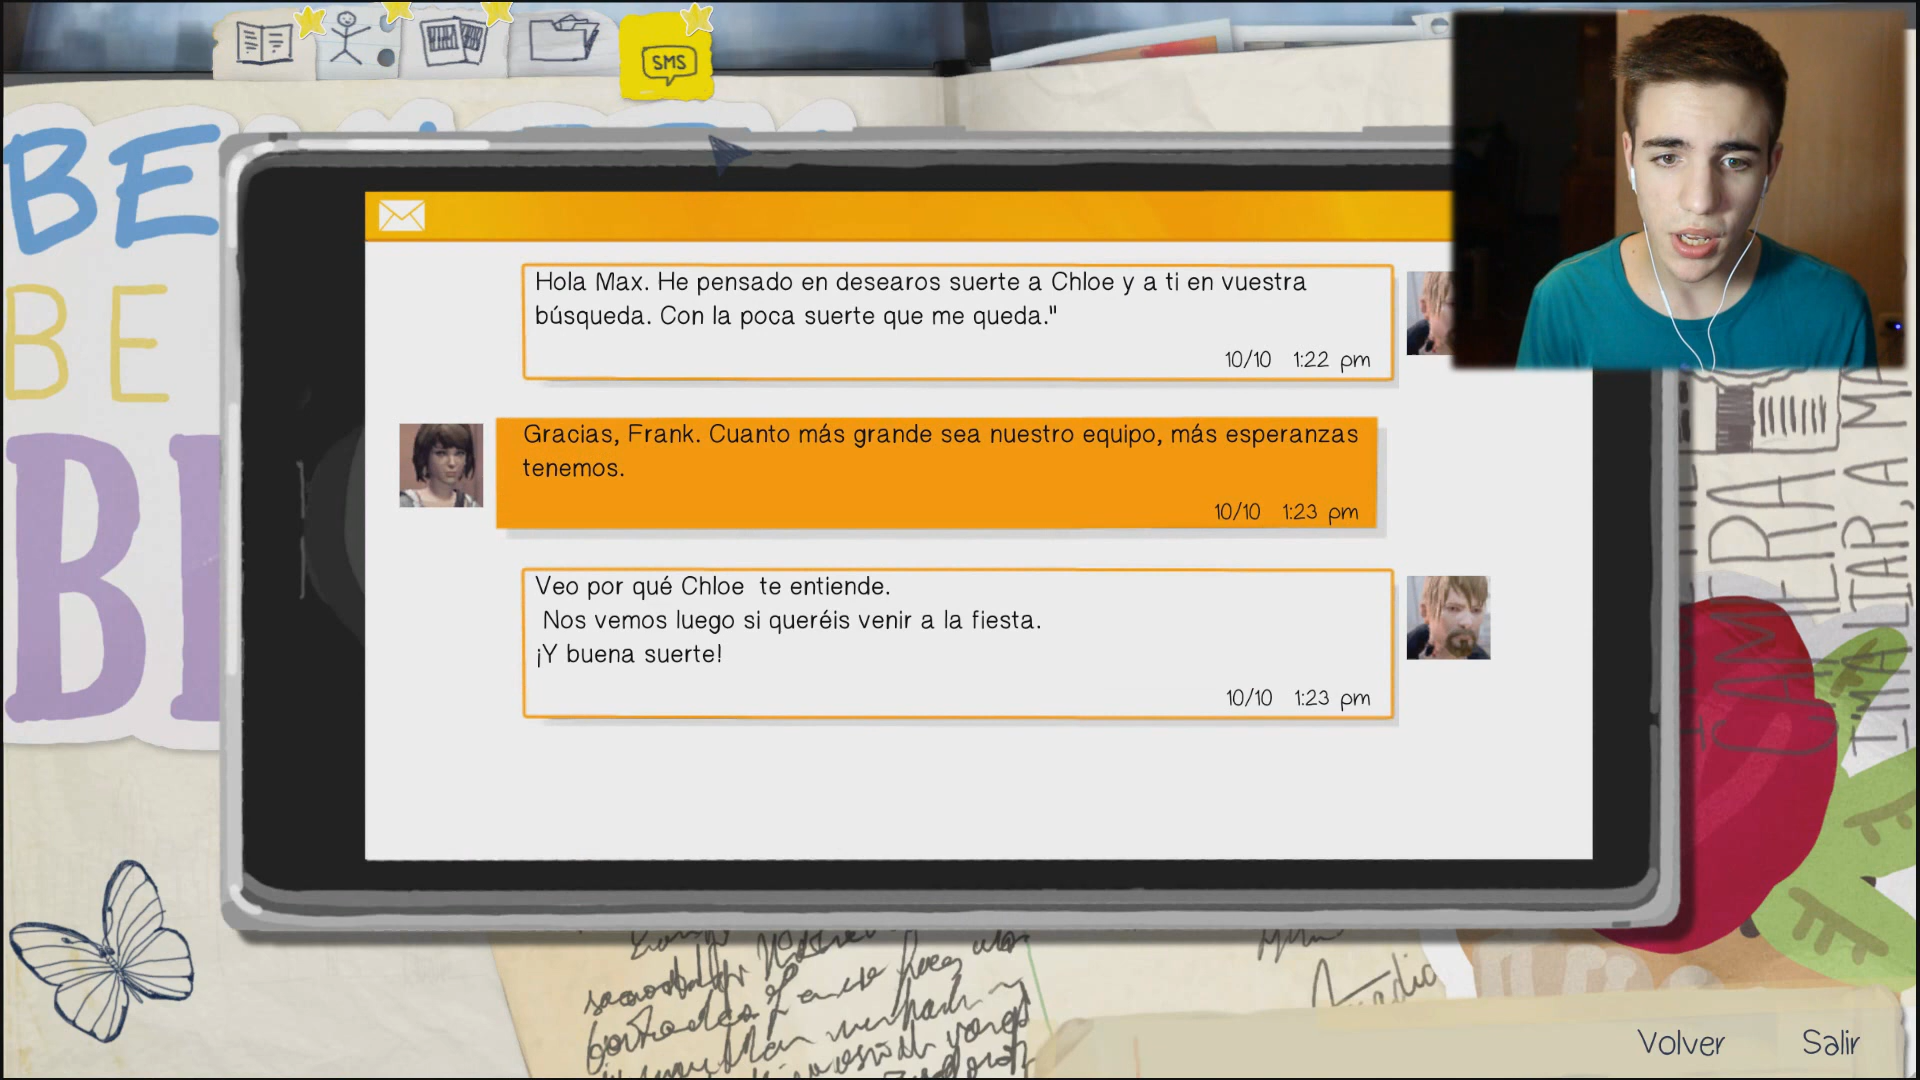 SMS
BE
BE
Hola Max. He pensado en desearos suerte a Chloe y a ti en vuestra
búsqueda. Con la poca suerte que me queda."
10/10 1:22 pm
Gracias, Frank. Cuanto más grande sea nuestro equipo, más esperanzas
tenemos.
10/10 1:23 pm
Veo por qué Chloe te entiende.
Nos vemos luego si queréis venir a la fiesta.
¡Y buena suerte!
10/10 1:23 pm
Volver Salir